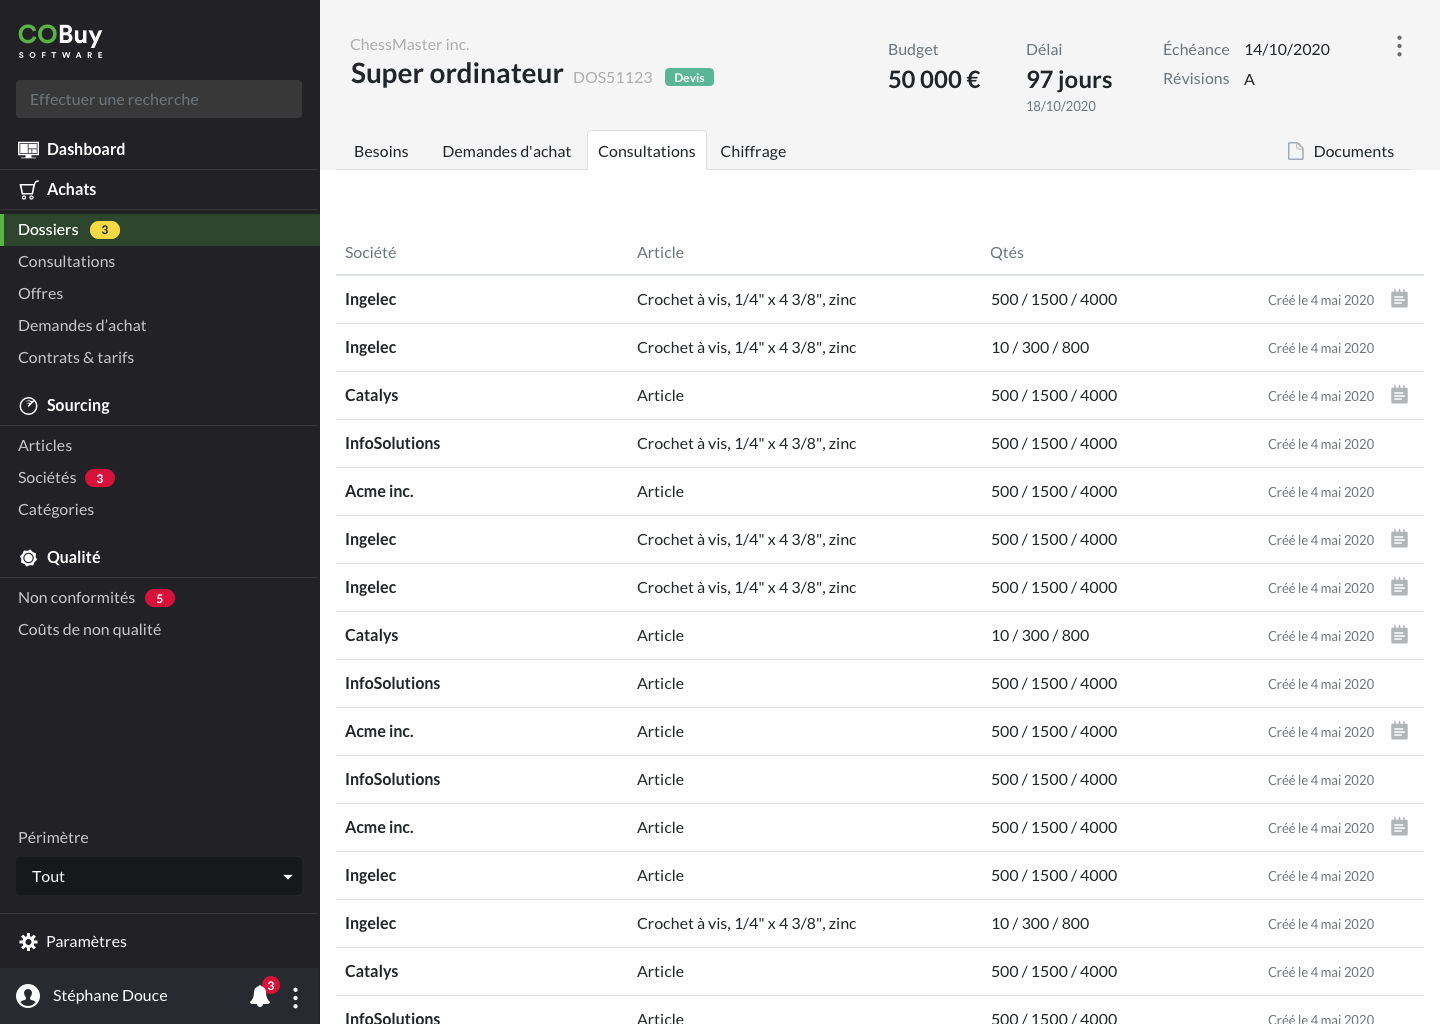 COBuy
SOFTWARE
Effectuer une recherche
Dashboard
Achats
Dossiers 3
Consultations
Offres
Demandes d’achat
Contrats & tarifs
Sourcing
Articles
Sociétés 3
Catégories
Qualité
Non conformités 5
Coûts de non qualité
Périmètre
Tout
Paramètres
Stéphane Douce 3
ChessMaster inc.
Super ordinateur DOS51123 Devis
Budget
50 000 €
Délai
97 jours
18/10/2020
Échéance 14/10/2020
Révisions A
Besoins Demandes d'achat Consultations Chiffrage Documents
Société Article Qtés
Ingelec Crochet à vis, 1/4" x 4 3/8", zinc 500 / 1500 / 4000 Créé le 4 mai 2020
Ingelec Crochet à vis, 1/4" x 4 3/8", zinc 10 / 300 / 800 Créé le 4 mai 2020
Catalys Article 500 / 1500 / 4000 Créé le 4 mai 2020
InfoSolutions Crochet à vis, 1/4" x 4 3/8", zinc 500 / 1500 / 4000 Créé le 4 mai 2020
Acme inc. Article 500 / 1500 / 4000 Créé le 4 mai 2020
Ingelec Crochet à vis, 1/4" x 4 3/8", zinc 500 / 1500 / 4000 Créé le 4 mai 2020
Ingelec Crochet à vis, 1/4" x 4 3/8", zinc 500 / 1500 / 4000 Créé le 4 mai 2020
Catalys Article 10 / 300 / 800 Créé le 4 mai 2020
InfoSolutions Article 500 / 1500 / 4000 Créé le 4 mai 2020
Acme inc. Article 500 / 1500 / 4000 Créé le 4 mai 2020
InfoSolutions Article 500 / 1500 / 4000 Créé le 4 mai 2020
Acme inc. Article 500 / 1500 / 4000 Créé le 4 mai 2020
Ingelec Article 500 / 1500 / 4000 Créé le 4 mai 2020
Ingelec Crochet à vis, 1/4" x 4 3/8", zinc 10 / 300 / 800 Créé le 4 mai 2020
Catalys Article 500 / 1500 / 4000 Créé le 4 mai 2020
InfoSolutions Article 500 / 1500 / 4000 Créé le 4 mai 2020